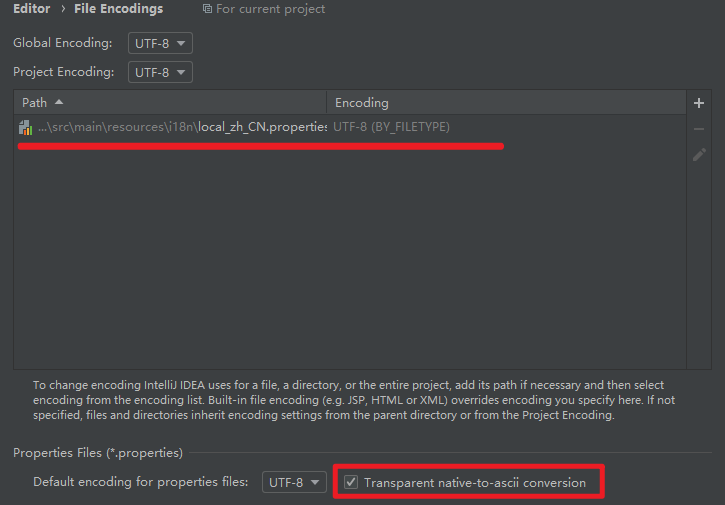 Editor › File Encodings For current project
Global Encoding: UTF-8
Project Encoding: UTF-8
Path Encoding
...\src\main\resources\i18n\local_zh_CN.properties UTF-8 (BY_FILETYPE)
To change encoding IntelliJ IDEA uses for a file, a directory, or the entire project, add its path if necessary and then select
encoding from the encoding list. Built-in file encoding (e.g. JSP, HTML or XML) overrides encoding you specify here. If not
specified, files and directories inherit encoding settings from the parent directory or from the Project Encoding.
Properties Files (*.properties)
Default encoding for properties files: UTF-8 Transparent native-to-ascii conversion